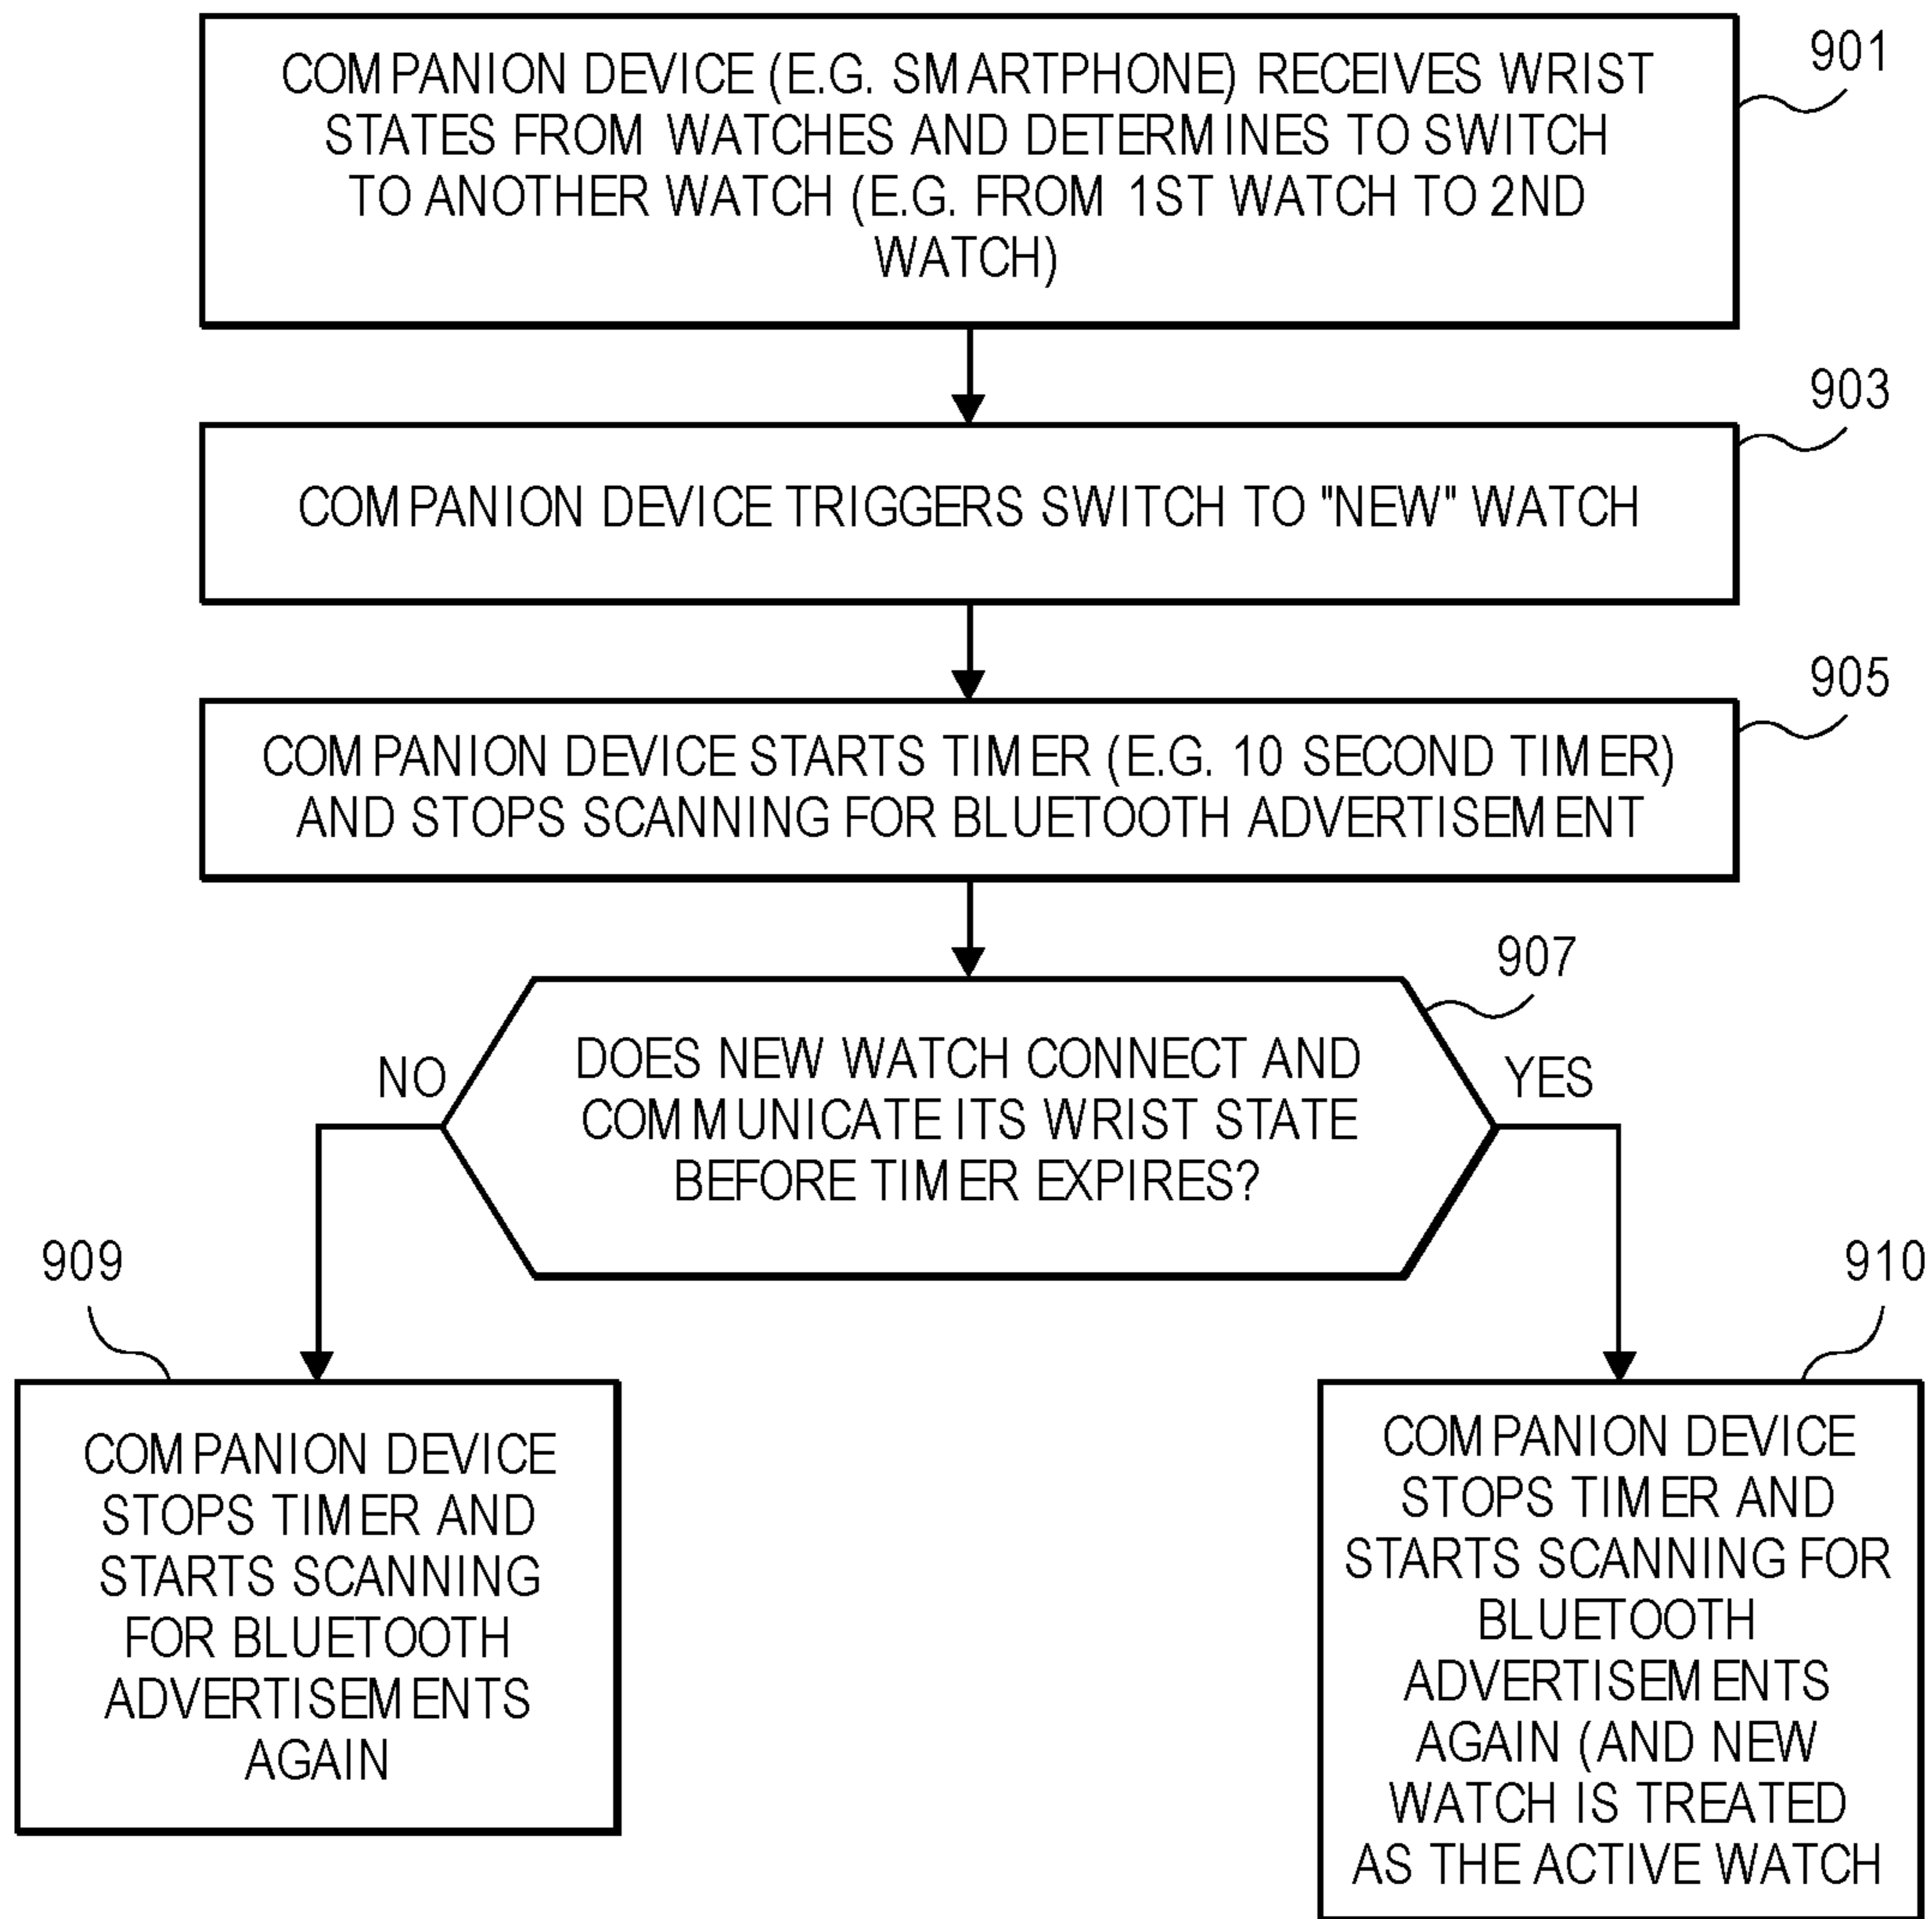 COMPANION DEVICE (E.G. SMARTPHONE) RECEIVES WRIST
STATES FROM WATCHES AND DETERMINES TO SWITCH
TO ANOTHER WATCH (E.G. FROM 1ST WATCH TO 2ND
WATCH)
901
903
COMPANION DEVICE TRIGGERS SWITCH TO "NEW" WATCH
905
COMPANION DEVICE STARTS TIMER (E.G. 10 SECOND TIMER)
AND STOPS SCANNING FOR BLUETOOTH ADVERTISEMENT
907
DOES NEW WATCH CONNECT AND
COMMUNICATE ITS WRIST STATE
BEFORE TIMER EXPIRES?
NO
YES
909
COMPANION DEVICE
STOPS TIMER AND
STARTS SCANNING
FOR BLUETOOTH
ADVERTISEMENTS
AGAIN
910
COMPANION DEVICE
STOPS TIMER AND
STARTS SCANNING FOR
BLUETOOTH
ADVERTISEMENTS
AGAIN (AND NEW
WATCH IS TREATED
AS THE ACTIVE WATCH